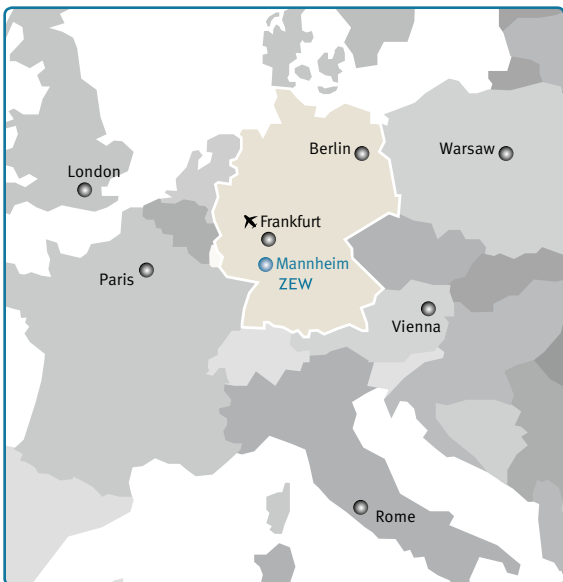 Berlin
Warsaw
London
Frankfurt
Mannheim
ZEW
Paris
Vienna
Rome